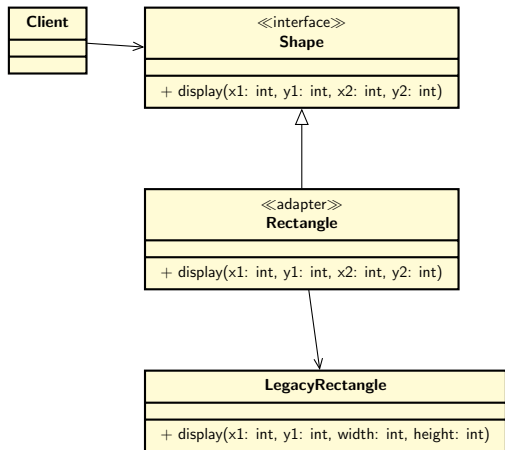 Client
≪interface≫
Shape
+ display(x1: int, y1: int, x2: int, y2: int)
≪adapter≫
Rectangle
+ display(x1: int, y1: int, x2: int, y2: int)
LegacyRectangle
+ display(x1: int, y1: int, width: int, height: int)